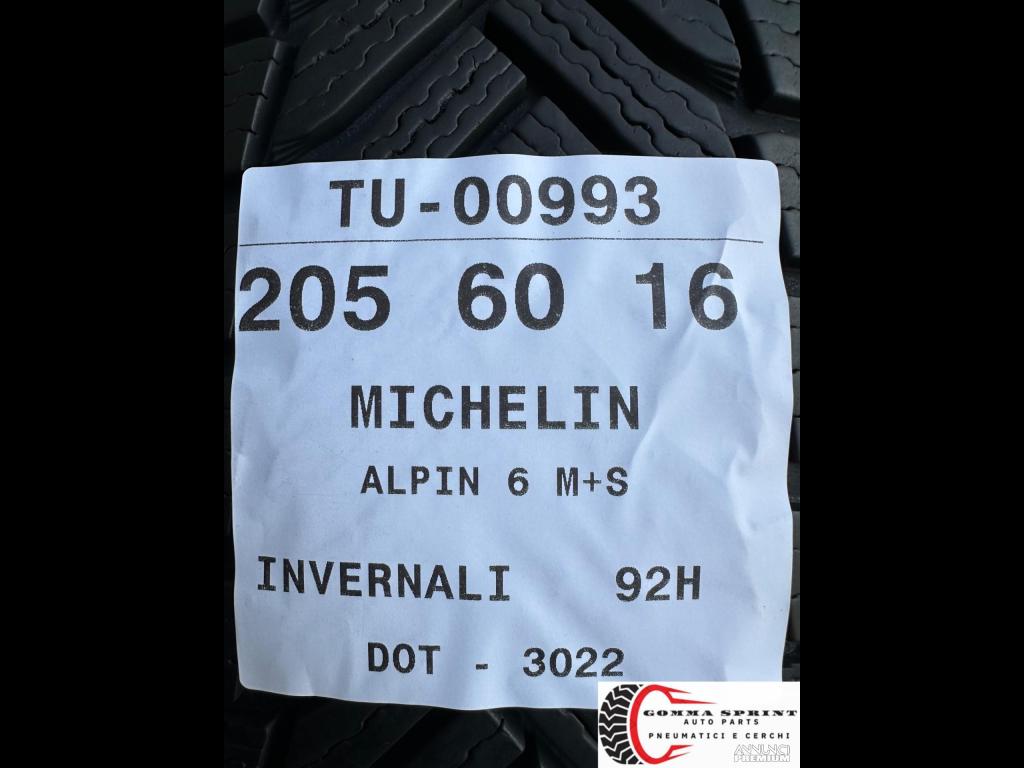 TU-00993
205 60 16
MICHELIN
ALPIN 6 M+S
INVERNALI 92H
DOT - 3022
GOMMA SPRINT
AUTO PARTS
PNEUMATICI E CERCHI
ANNUNCI
PREMIUM